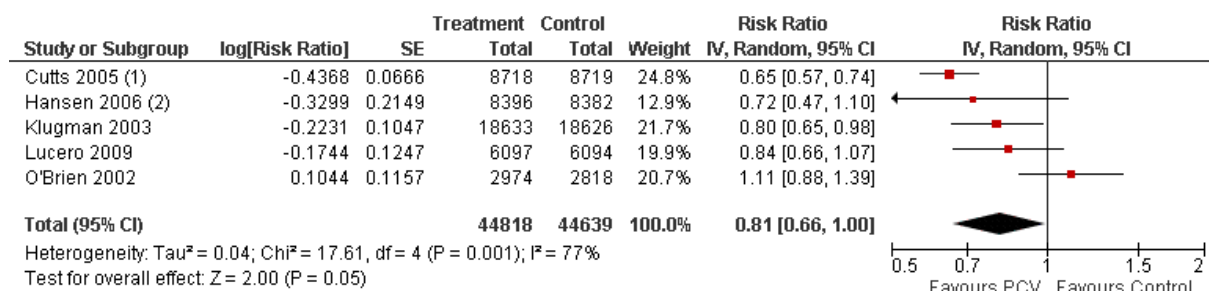 Treatment Control Risk Ratio Risk Ratio
Study or Subgroup log[Risk Ratio] SE Total Total Weight IV, Random, 95% CI IV, Random, 95% CI
Cutts 2005 (1) -0.4368 0.0666 8718 8719 24.8% 0.65 [0.57, 0.74]
Hansen 2006 (2) -0.3299 0.2149 8396 8382 12.9% 0.72 [0.47, 1.10]
Klugman 2003 -0.2231 0.1047 18633 18626 21.7% 0.80 [0.65, 0.98]
Lucero 2009 -0.1744 0.1247 6097 6094 19.9% 0.84 [0.66, 1.07]
O'Brien 2002 0.1044 0.1157 2974 2818 20.7% 1.11 [0.88, 1.39]
Total (95% CI) 44818 44639 100.0% 0.81 [0.66, 1.00]
Heterogeneity: Tau² = 0.04; Chi² = 17.61, df = 4 (P = 0.001); I² = 77%
Test for overall effect: Z = 2.00 (P = 0.05)
0.5 0.7 1 1.5 2
Favours PCV Favours Control